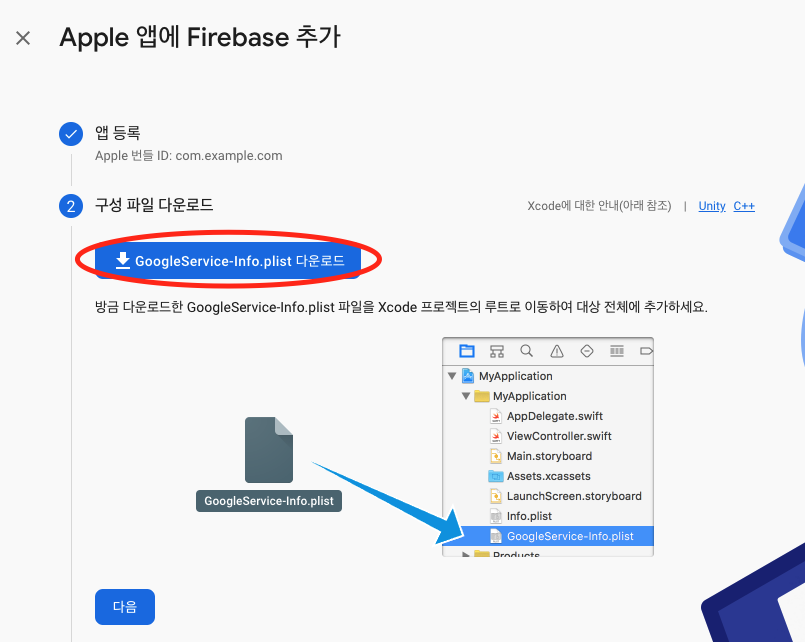 Apple 앱에 Firebase 추가
앱 등록
Apple 번들 ID: com.example.com
2 구성 파일 다운로드
Xcode에 대한 안내(아래 참조) | Unity C++
GoogleService-Info.plist 다운로드
방금 다운로드한 GoogleService-Info.plist 파일을 Xcode 프로젝트의 루트로 이동하여 대상 전체에 추가하세요.
MyApplication
MyApplication
AppDelegate.swift
ViewController.swift
Main.storyboard
Assets.xcassets
LaunchScreen.storyboard
Info.plist
GoogleService-Info.plist
Products
GoogleService-Info.plist
다음